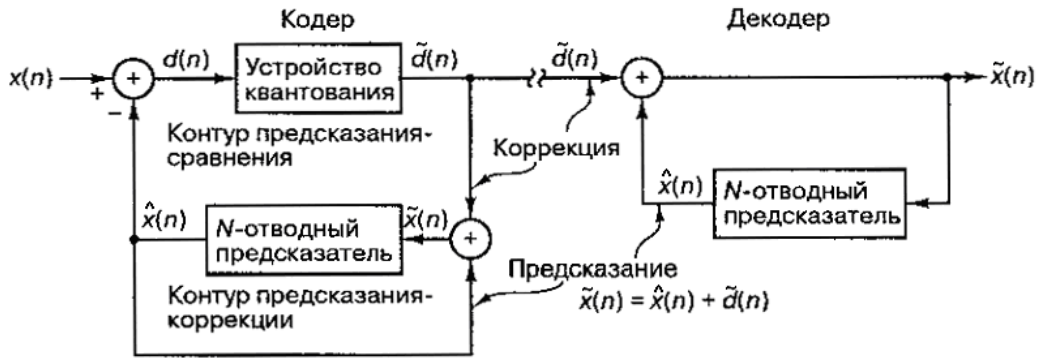 Кодер
Декодер
x(n)
+
+
−
d(n)
Устройство
квантования
d̃(n)
d̃(n)
+
x̃(n)
Контур предсказания-
сравнения
Коррекция
x̂(n)
N-отводный
предсказатель
x̃(n)
+
x̂(n)
N-отводный
предсказатель
Предсказание
x̃(n) = x̂(n) + d̃(n)
Контур предсказания-
коррекции